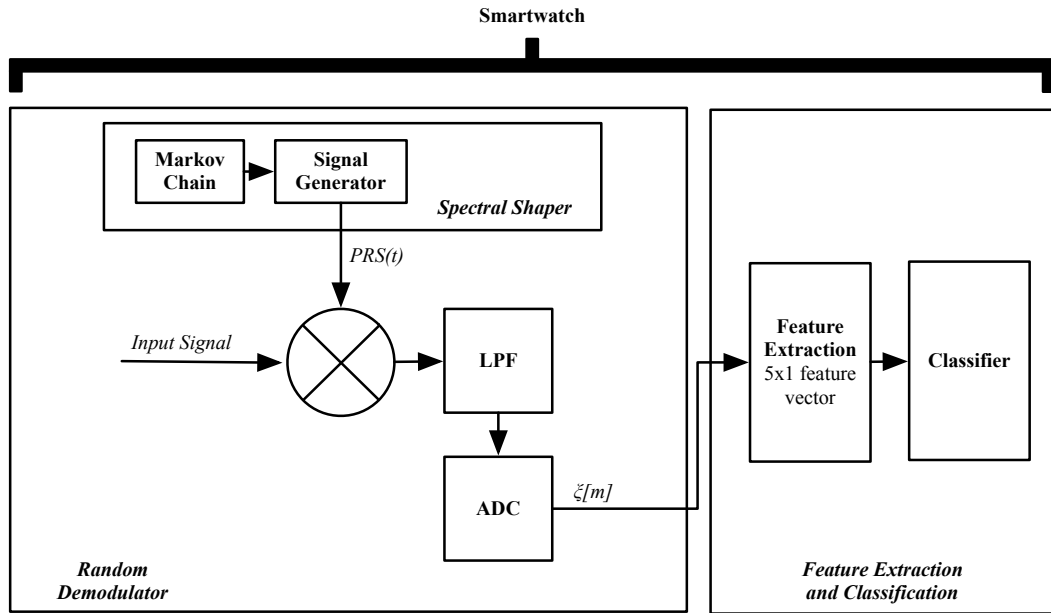 Smartwatch
Markov
Chain
Signal
Generator
Spectral Shaper
PRS(t)
Input Signal
LPF
ADC
ξ[m]
Random
Demodulator
Feature
Extraction
5x1 feature
vector
Classifier
Feature Extraction
and Classification